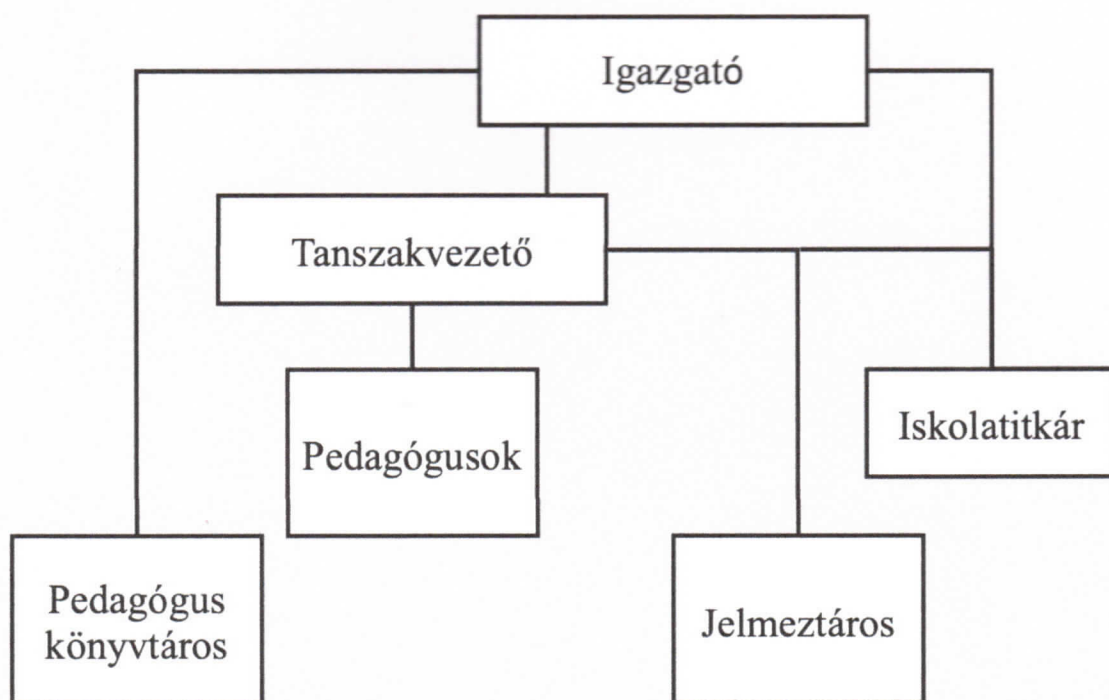 Igazgató
Tanszakvezető
Pedagógusok
Iskolatitkár
Pedagógus
könyvtáros
Jelmeztáros